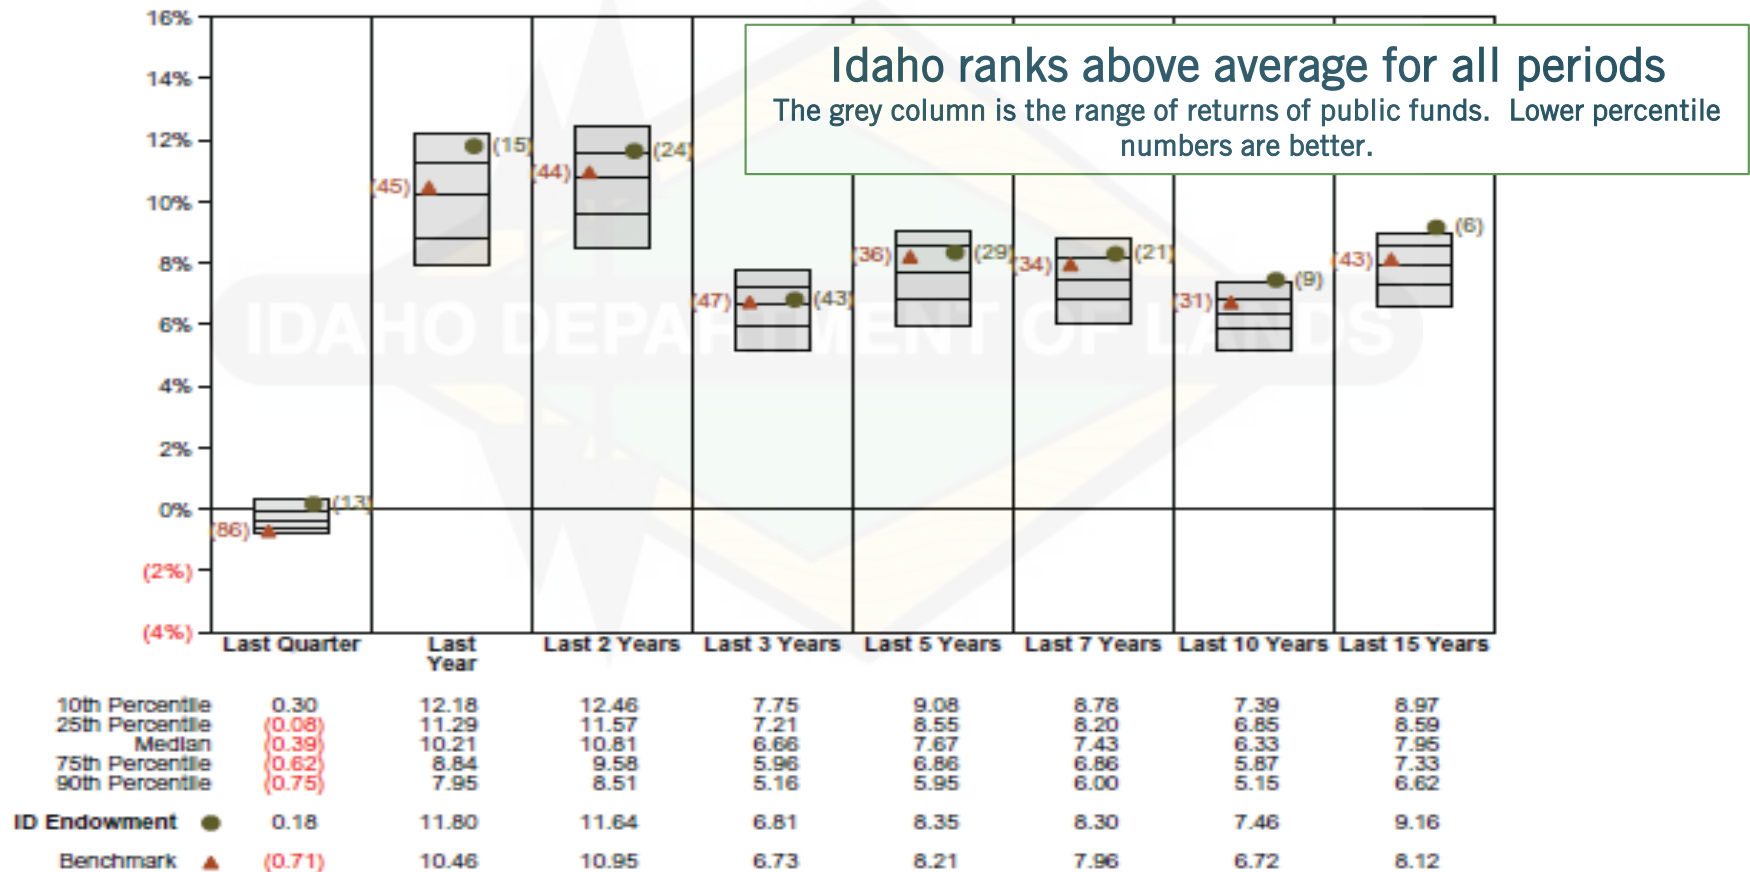 Idaho ranks above average for all periods
The grey column is the range of returns of public funds. Lower percentile
numbers are better.
IDAHO DEPARTMENT OF LANDS
16%
14%
12%
10%
8%
6%
4%
2%
0%
(2%)
(4%)
(86) (13)
(45) (15)
(44) (24)
(47) (43)
(36) (29)
(34) (21)
(31) (9)
(43) (6)
Last Quarter Last Year Last 2 Years Last 3 Years Last 5 Years Last 7 Years Last 10 Years Last 15 Years
10th Percentile 0.30 12.18 12.46 7.75 9.08 8.78 7.39 8.97
25th Percentile (0.08) 11.29 11.57 7.21 8.55 8.20 6.85 8.59
Median (0.39) 10.21 10.81 6.66 7.67 7.43 6.33 7.95
75th Percentile (0.62) 8.84 9.58 5.96 6.86 6.86 5.87 7.33
90th Percentile (0.75) 7.95 8.51 5.16 5.95 6.00 5.15 6.62
ID Endowment 0.18 11.80 11.64 6.81 8.35 8.30 7.46 9.16
Benchmark (0.71) 10.46 10.95 6.73 8.21 7.96 6.72 8.12